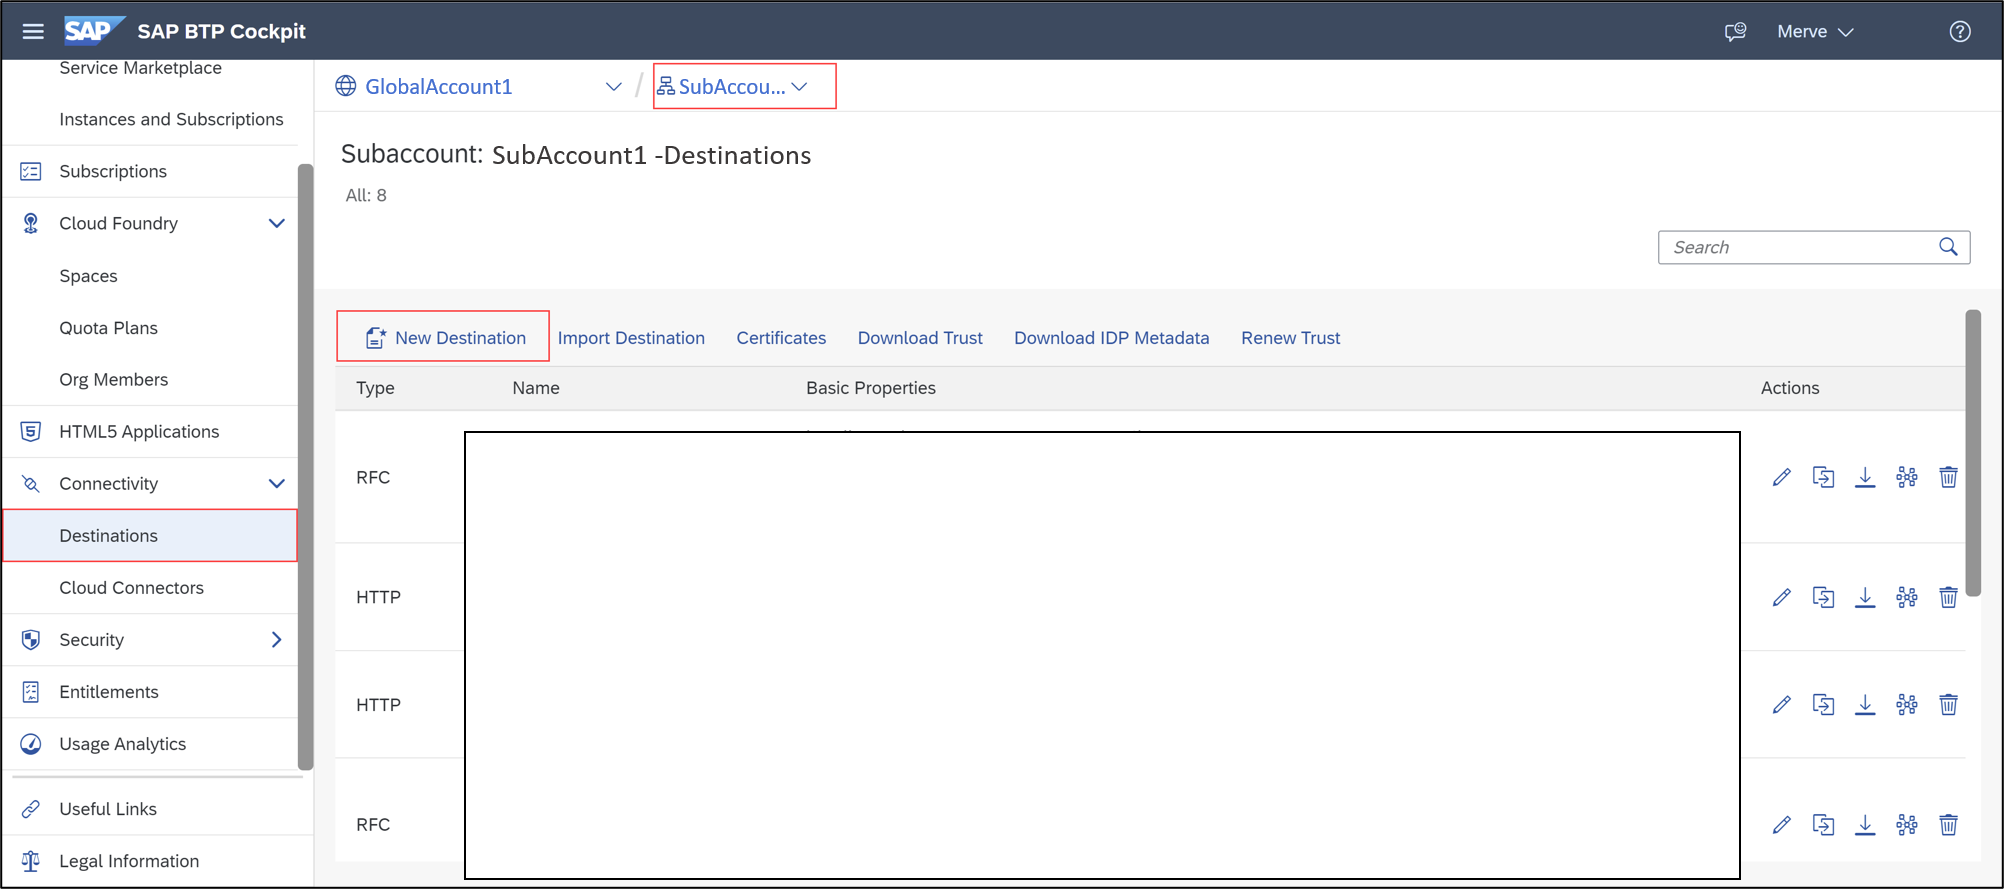 SAP SAP BTP Cockpit
Merve
Service Marketplace
Instances and Subscriptions
Subscriptions
Cloud Foundry
Spaces
Quota Plans
Org Members
HTML5 Applications
Connectivity
Destinations
Cloud Connectors
Security
Entitlements
Usage Analytics
Useful Links
Legal Information
GlobalAccount1 / SubAccou...
Subaccount: SubAccount1 -Destinations
All: 8
Search
New Destination Import Destination Certificates Download Trust Download IDP Metadata Renew Trust
Type Name Basic Properties Actions
RFC
HTTP
HTTP
RFC